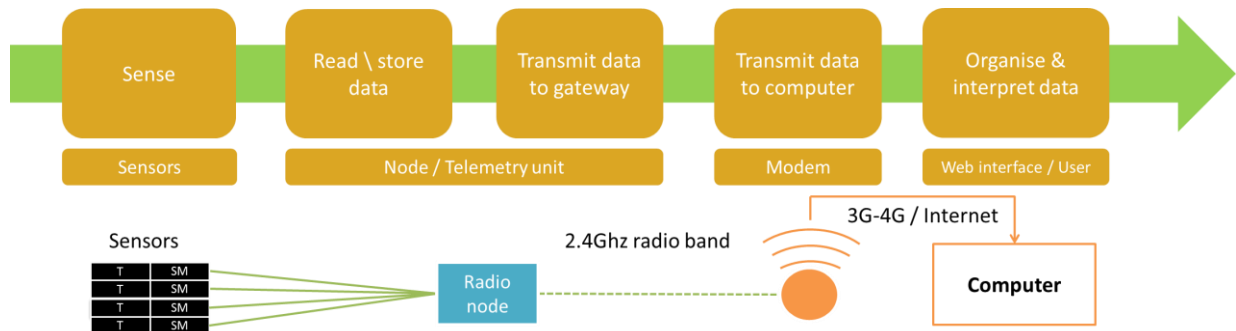 Sense
Read \ store
data
Transmit data
to gateway
Transmit data
to computer
Organise &
interpret data
Sensors
Node / Telemetry unit
Modem
Web interface / User
3G-4G / Internet
Sensors
2.4Ghz radio band
T SM
T SM
T SM
T SM
Radio
node
Computer